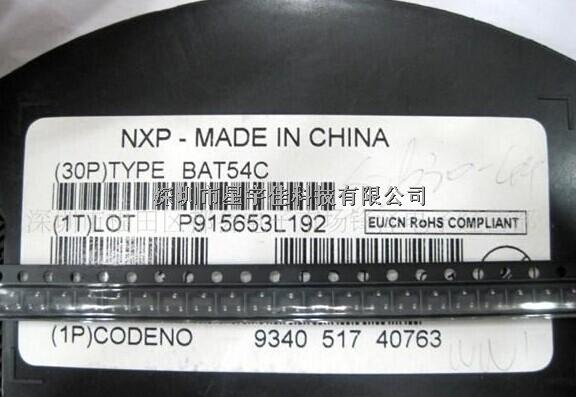 NXP - MADE IN CHINA
(30P)TYPE BAT54C
深圳市星宇佳科技有限公司
(1T)LOT P915653L192
EU/CN RoHS COMPLIANT
(1P)CODENO 9340 517 40763